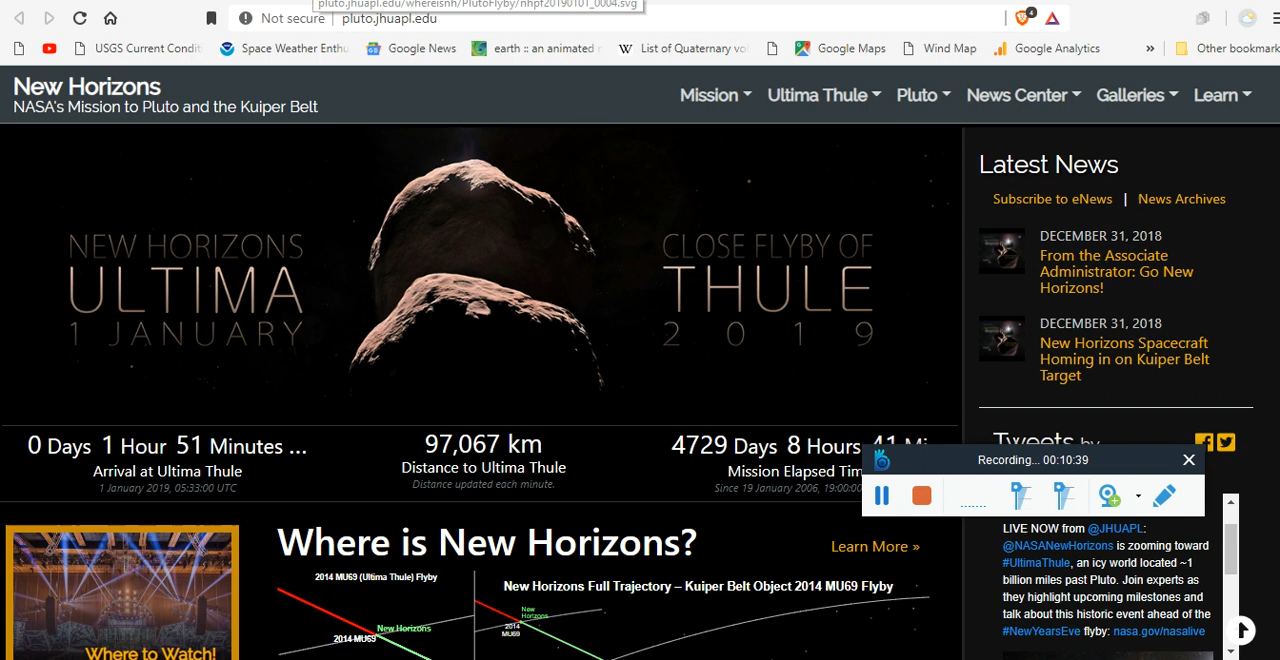 pluto.jhuapl.edu/whereisnh/PlutoFlyby/nhpf20190101_0004.svg
Not secure | pluto.jhuapl.edu
4
USGS Current Condit Space Weather Enthu Google News earth :: an animated List of Quaternary vo Google Maps Wind Map Google Analytics » Other bookmark
New Horizons
NASA's Mission to Pluto and the Kuiper Belt
Mission Ultima Thule Pluto News Center Galleries Learn
NEW HORIZONS
ULTIMA
1 JANUARY
CLOSE FLYBY OF
THULE
2019
Latest News
Subscribe to eNews | News Archives
DECEMBER 31, 2018
From the Associate
Administrator: Go New
Horizons!
DECEMBER 31, 2018
New Horizons Spacecraft
Homing in on Kuiper Belt
Target
0 Days 1 Hour 51 Minutes ...
Arrival at Ultima Thule
1 January 2019, 05:33:00 UTC
97,067 km
Distance to Ultima Thule
Distance updated each minute.
4729 Days 8 Hours 41 Mi
Mission Elapsed Tim
Since 19 January 2006, 19:00:00
Tweets by
Recording... 00:10:39
LIVE NOW from @JHUAPL:
@NASANewHorizons is zooming toward
#UltimaThule, an icy world located ~1
billion miles past Pluto. Join experts as
they highlight upcoming milestones and
talk about this historic event ahead of the
#NewYearsEve flyby: nasa.gov/nasalive
Where to Watch!
Where is New Horizons?
Learn More »
2014 MU69 (Ultima Thule) Flyby
New Horizons
2014 MU69
New Horizons Full Trajectory – Kuiper Belt Object 2014 MU69 Flyby
New
Horizons
2014
MU69